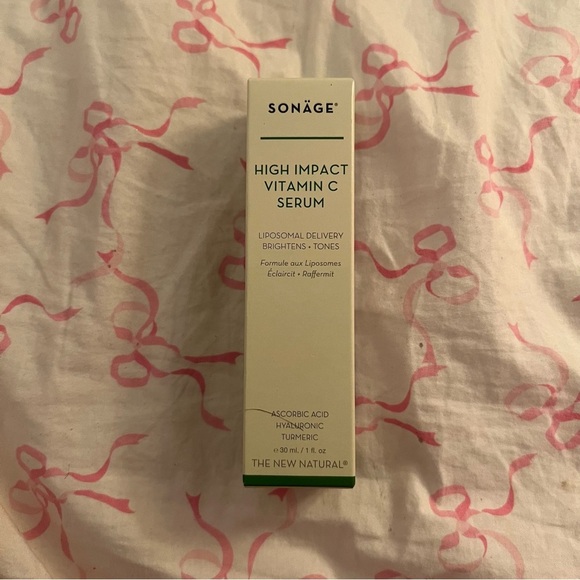 SONÄGE®
HIGH IMPACT
VITAMIN C
SERUM
LIPOSOMAL DELIVERY
BRIGHTENS • TONES
Formule aux Liposomes
Éclaircit • Raffermit
ASCORBIC ACID
HYALURONIC
TURMERIC
℮ 30 ml. / 1 fl. oz
THE NEW NATURAL®